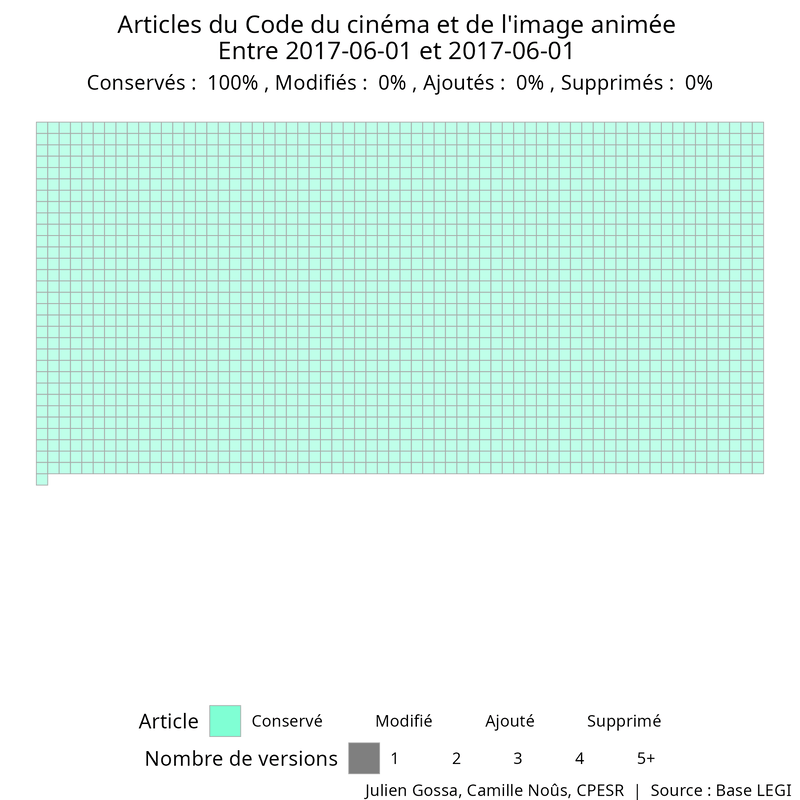 Articles du Code du cinéma et de l'image animée
Entre 2017-06-01 et 2017-06-01
Conservés :  100% , Modifiés :  0% , Ajoutés :  0% , Supprimés :  0%
Article Conservé Modifié Ajouté Supprimé
Nombre de versions 1 2 3 4 5+
Julien Gossa, Camille Noûs, CPESR  |  Source : Base LEGI